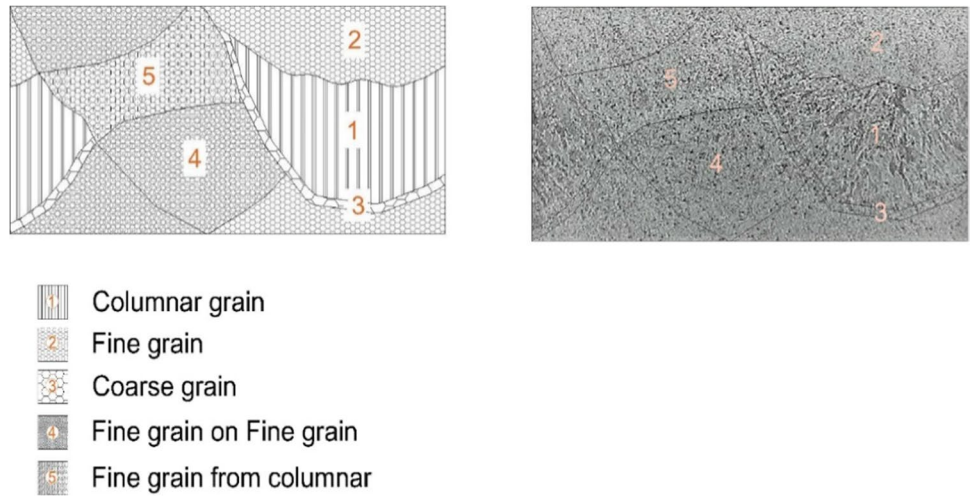 2
5
1
4
3
2
5
1
4
3
1 Columnar grain
2 Fine grain
3 Coarse grain
4 Fine grain on Fine grain
5 Fine grain from columnar